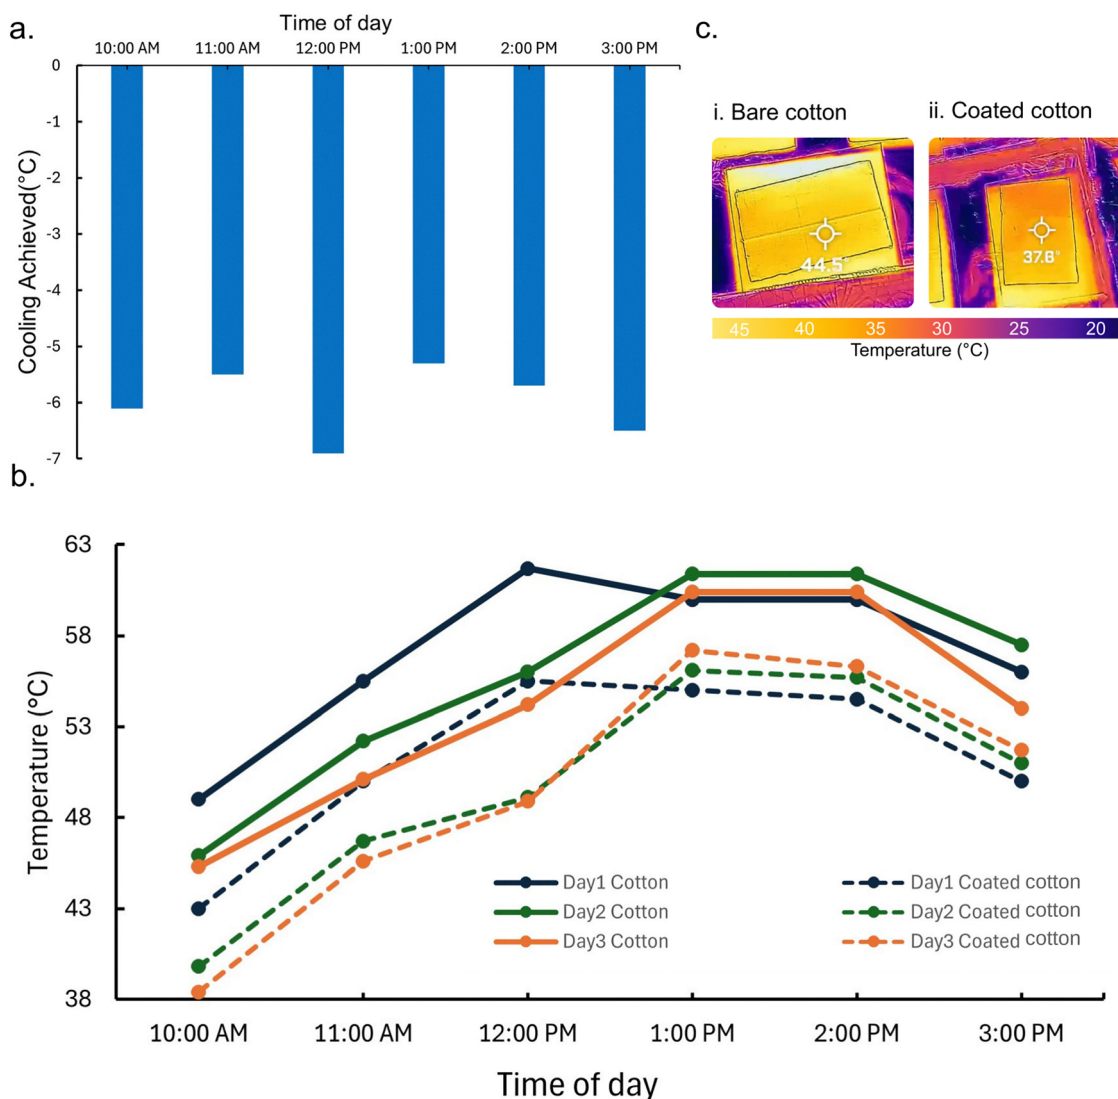 a.
Time of day
10:00 AM 11:00 AM 12:00 PM 1:00 PM 2:00 PM 3:00 PM
0
-1
-2
-3
-4
-5
-6
-7
Cooling Achieved(°C)
c.
i. Bare cotton
ii. Coated cotton
44.5°
37.6°
45 40 35 30 25 20
Temperature (°C)
b.
63
58
53
48
43
38
Temperature (°C)
Day1 Cotton
Day2 Cotton
Day3 Cotton
Day1 Coated cotton
Day2 Coated cotton
Day3 Coated cotton
10:00 AM 11:00 AM 12:00 PM 1:00 PM 2:00 PM 3:00 PM
Time of day